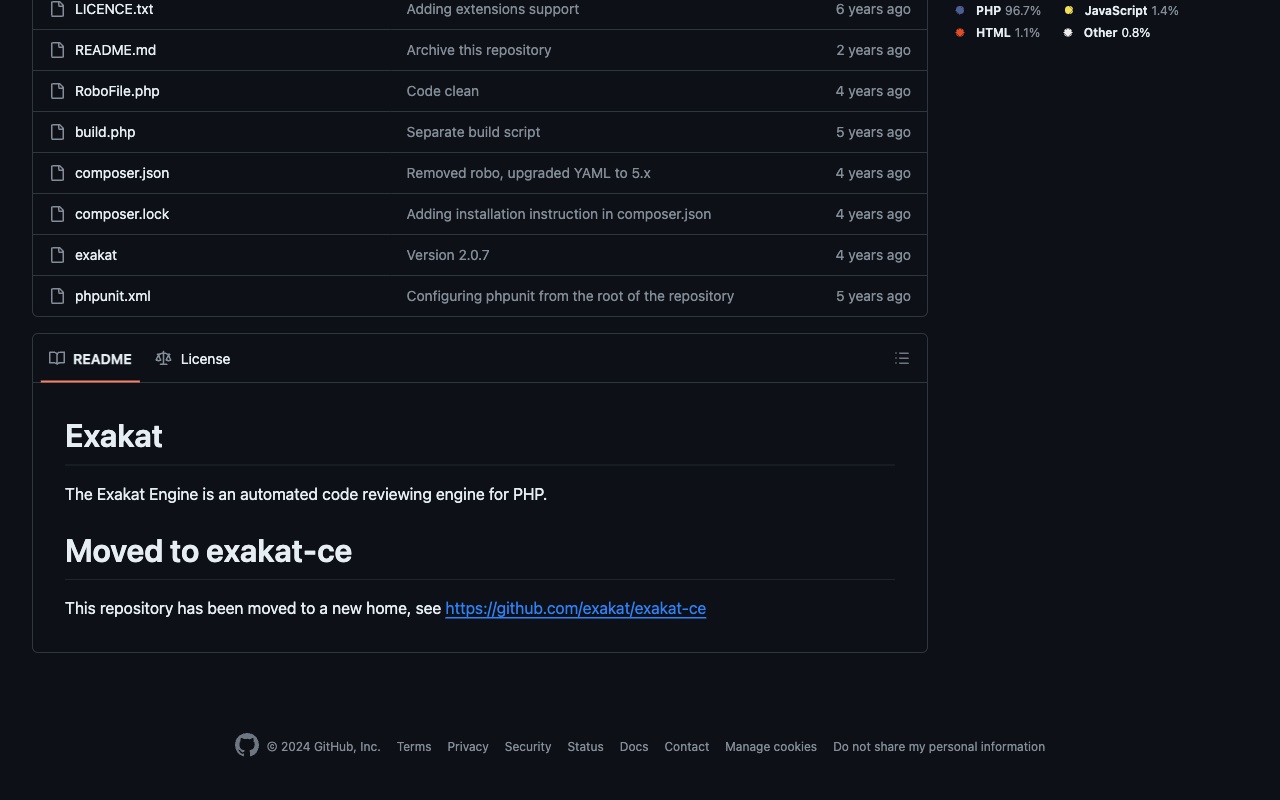 LICENCE.txt Adding extensions support 6 years ago
README.md Archive this repository 2 years ago
RoboFile.php Code clean 4 years ago
build.php Separate build script 5 years ago
composer.json Removed robo, upgraded YAML to 5.x 4 years ago
composer.lock Adding installation instruction in composer.json 4 years ago
exakat Version 2.0.7 4 years ago
phpunit.xml Configuring phpunit from the root of the repository 5 years ago
PHP 96.7% JavaScript 1.4%
HTML 1.1% Other 0.8%
README License
Exakat
The Exakat Engine is an automated code reviewing engine for PHP.
Moved to exakat-ce
This repository has been moved to a new home, see https://github.com/exakat/exakat-ce
© 2024 GitHub, Inc. Terms Privacy Security Status Docs Contact Manage cookies Do not share my personal information